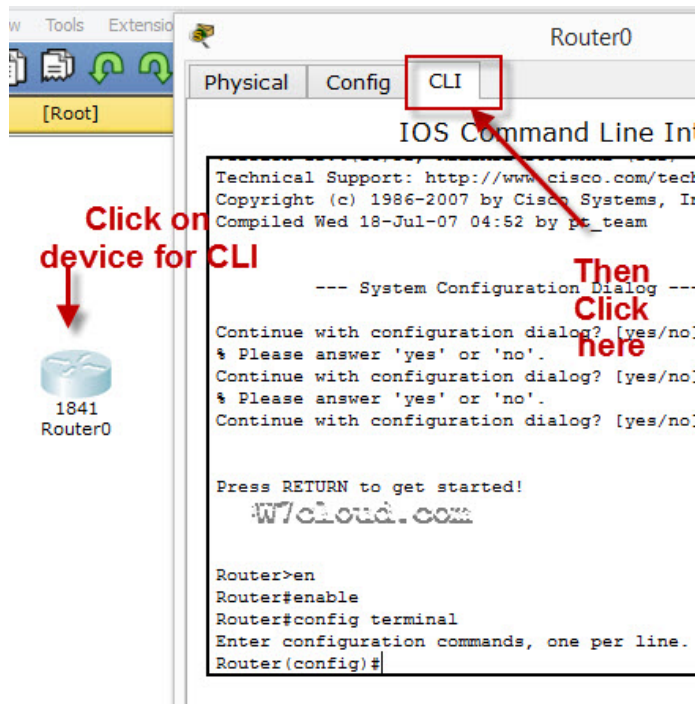 w Tools Extensio
[Root]
Router0
Physical Config CLI
IOS Command Line Int
Technical Support: http://www.cisco.com/tech
Copyright (c) 1986-2007 by Cisco Systems, In
Compiled Wed 18-Jul-07 04:52 by pt_team
Click on
device for CLI
Then
Click
here
--- System Configuration Dialog ---
Continue with configuration dialog? [yes/no]
% Please answer 'yes' or 'no'.
Continue with configuration dialog? [yes/no]
% Please answer 'yes' or 'no'.
Continue with configuration dialog? [yes/no]
1841
Router0
Press RETURN to get started!
W7cloud.com
Router>en
Router#enable
Router#config terminal
Enter configuration commands, one per line.
Router(config)#